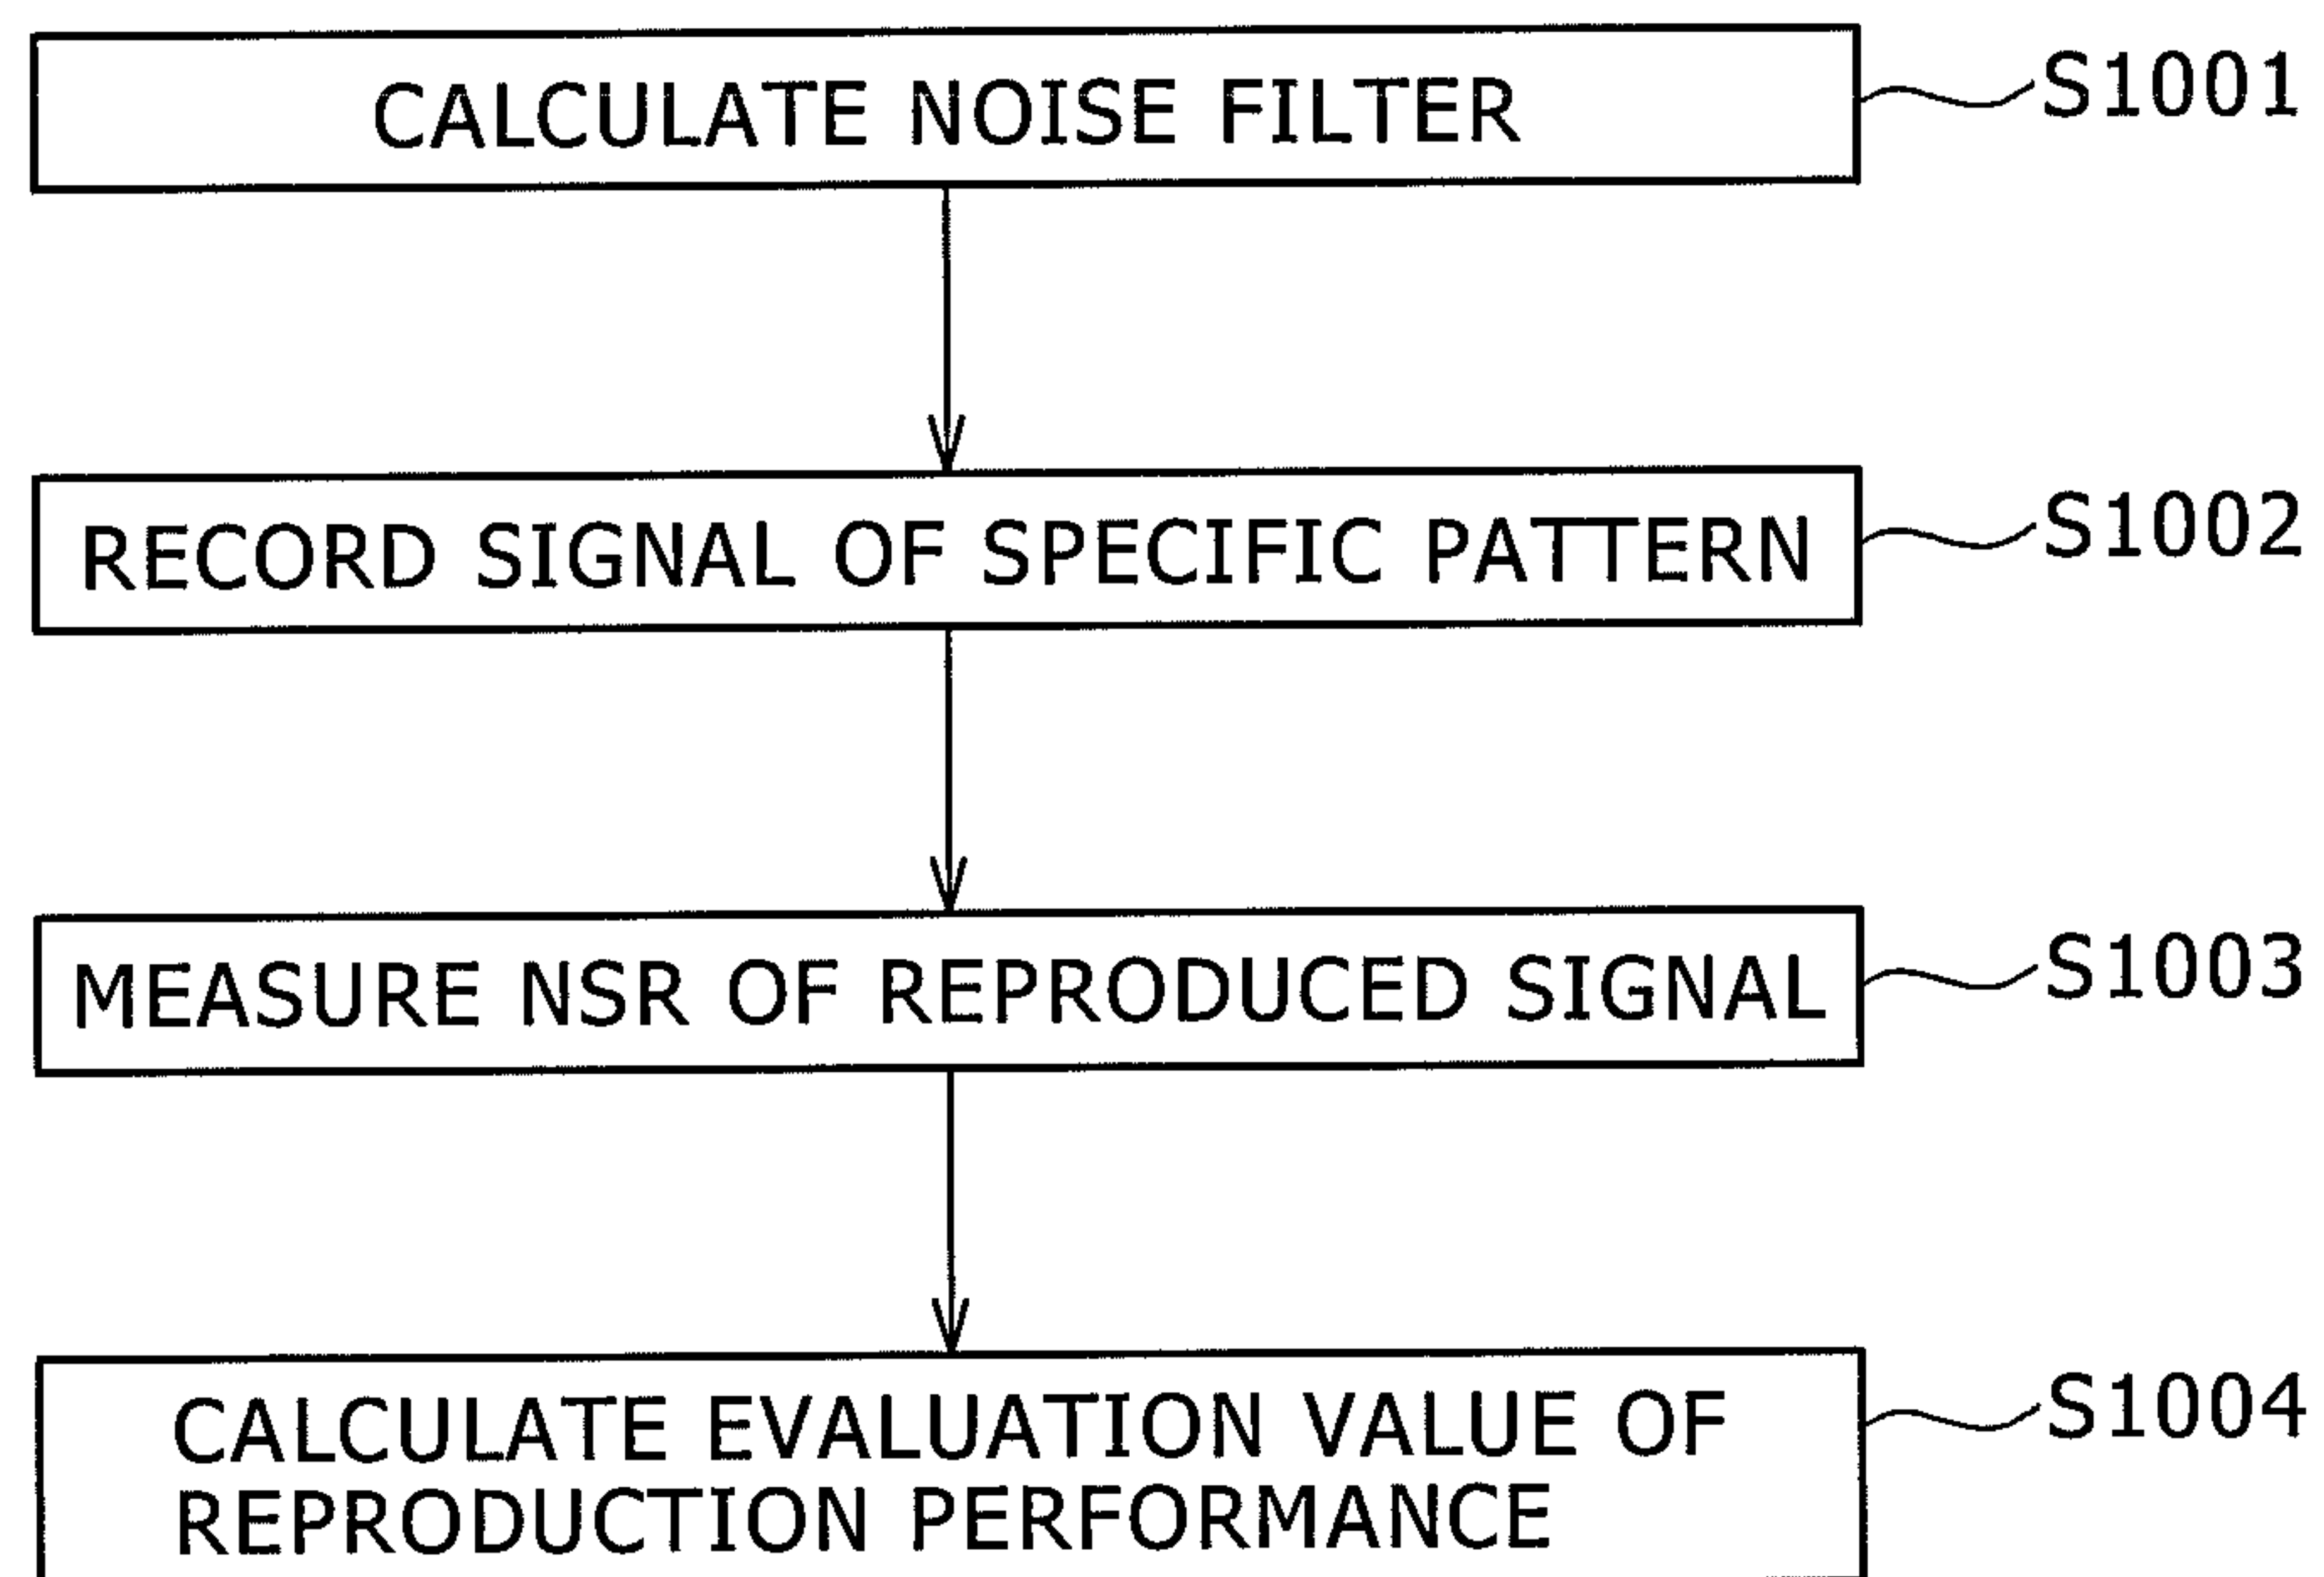 CALCULATE NOISE FILTER
S1001
RECORD SIGNAL OF SPECIFIC PATTERN
S1002
MEASURE NSR OF REPRODUCED SIGNAL
S1003
CALCULATE EVALUATION VALUE OF
REPRODUCTION PERFORMANCE
S1004